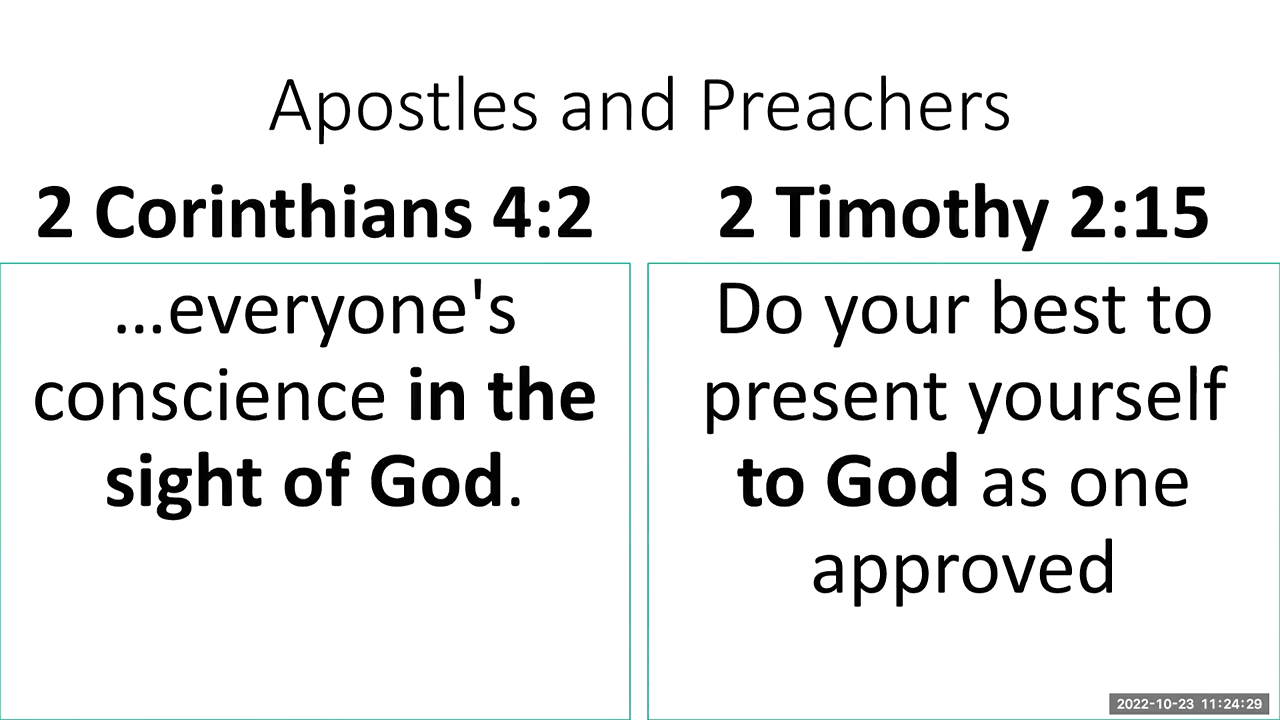 Apostles and Preachers
2 Corinthians 4:2
...everyone's
conscience in the
sight of God.
2 Timothy 2:15
Do your best to
present yourself
to God as one
approved
2022-10-23 11:24:29